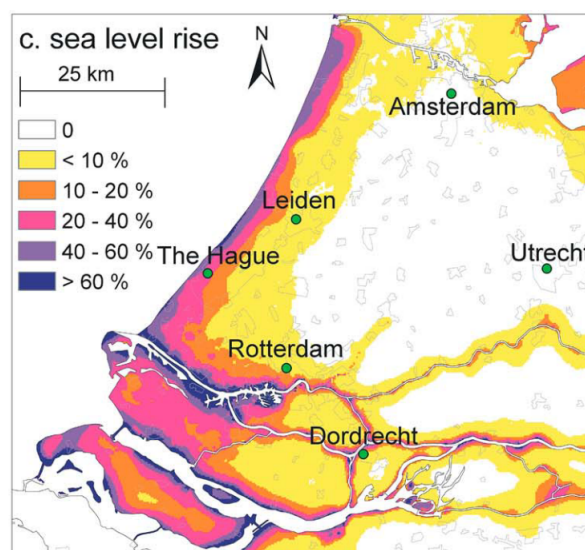 c. sea level rise
25 km
N
0
< 10 %
10 - 20 %
20 - 40 %
40 - 60 %
> 60 %
Amsterdam
Leiden
The Hague
Utrecht
Rotterdam
Dordrecht